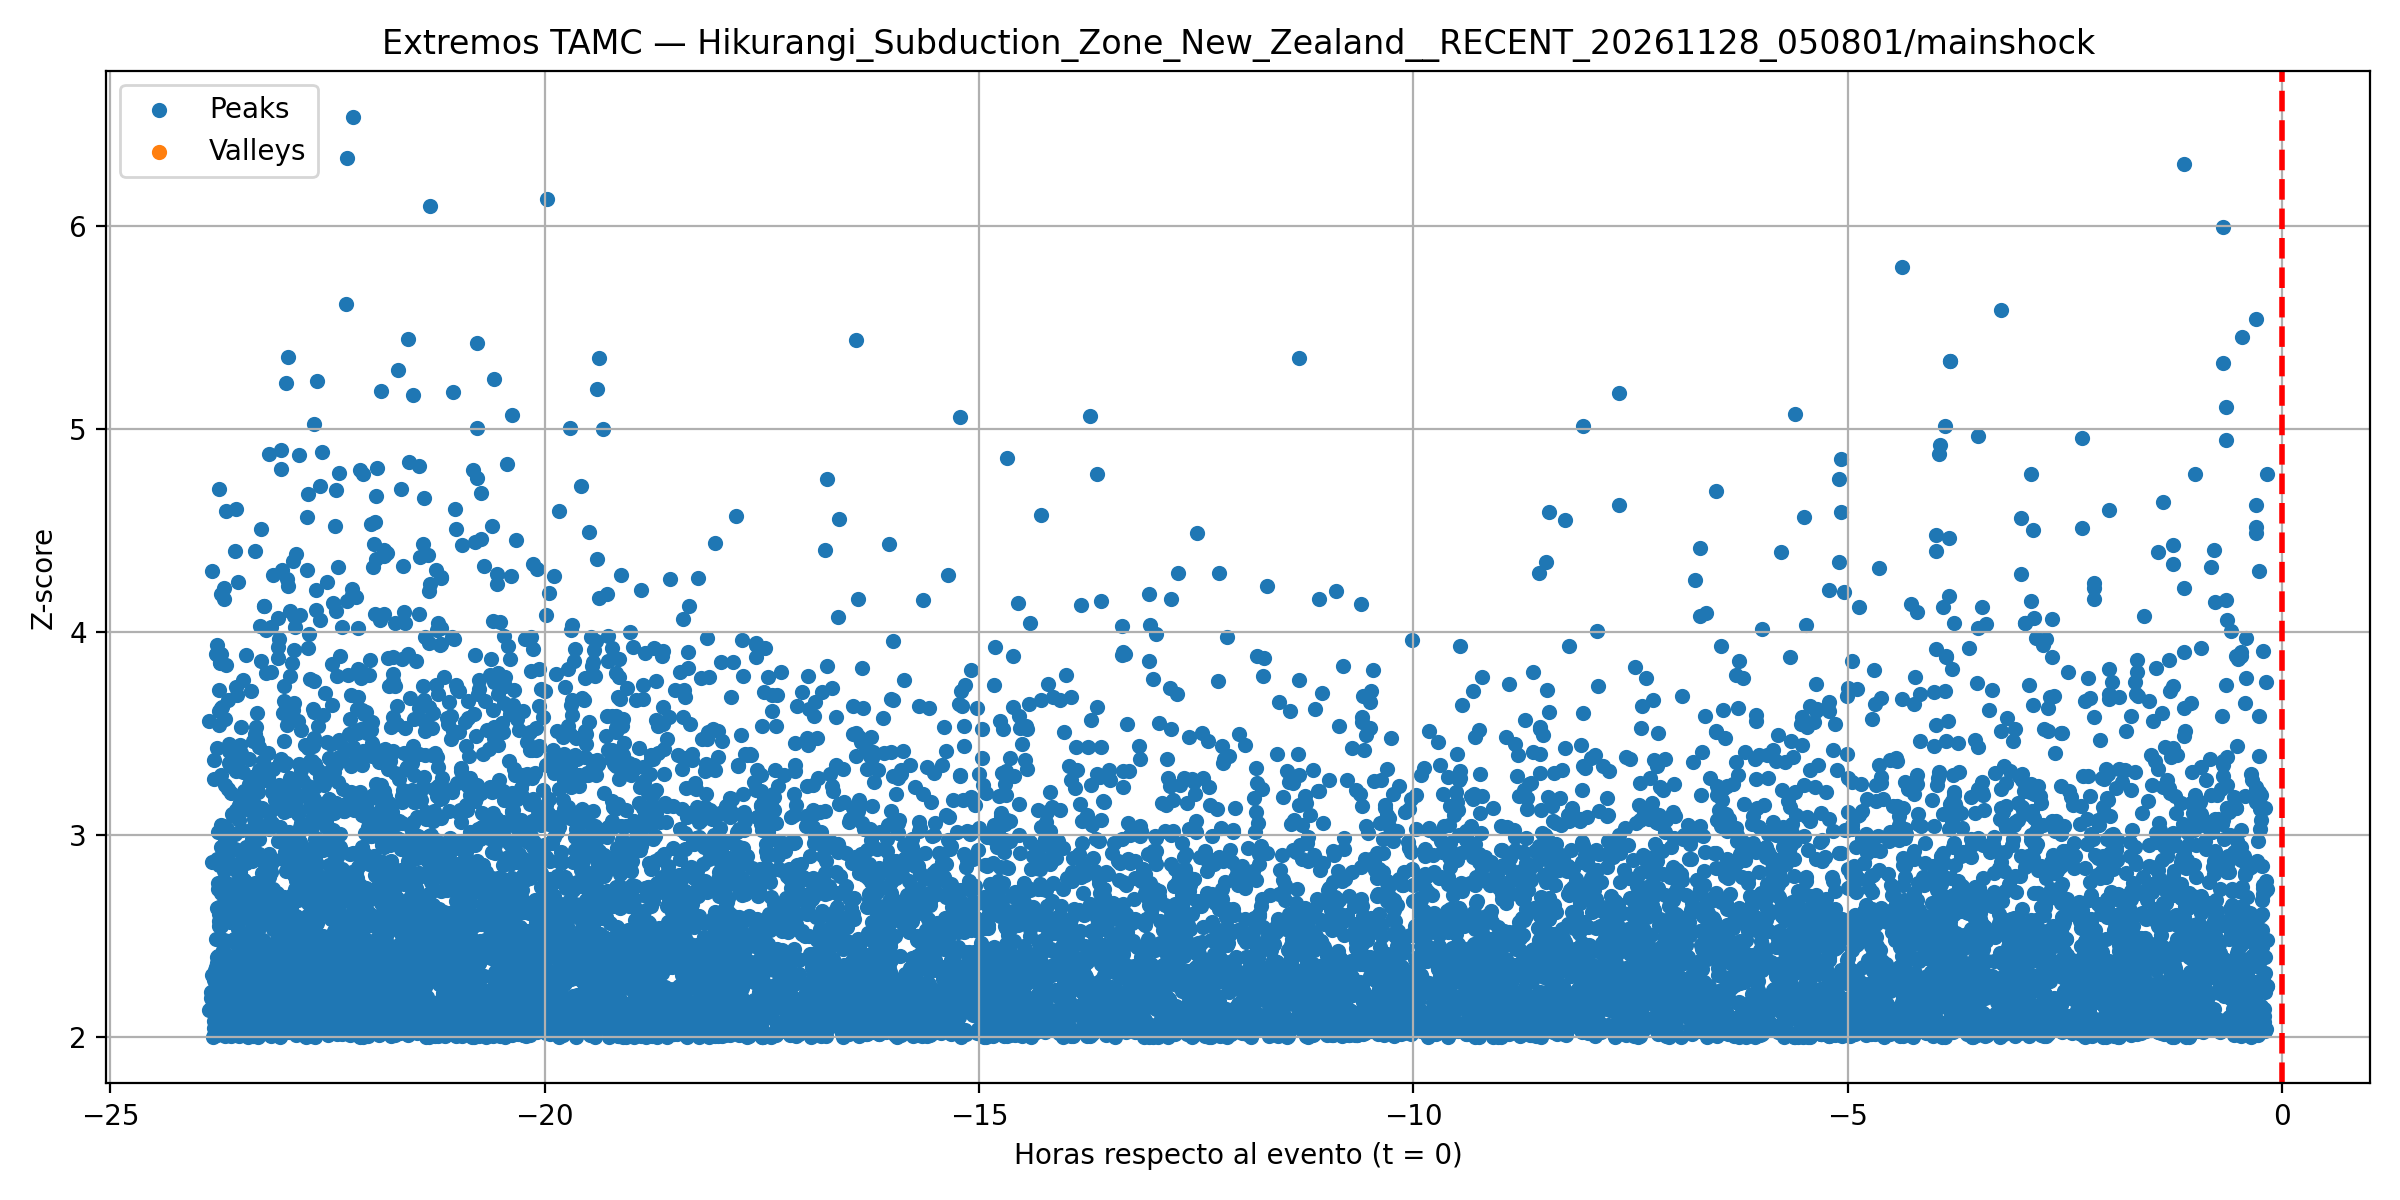 Extremos TAMC — Hikurangi_Subduction_Zone_New_Zealand__RECENT_20261128_050801/mainshock
Peaks
Valleys
6
5
4
3
2
Z-score
−25
−20
−15
−10
−5
0
Horas respecto al evento (t = 0)